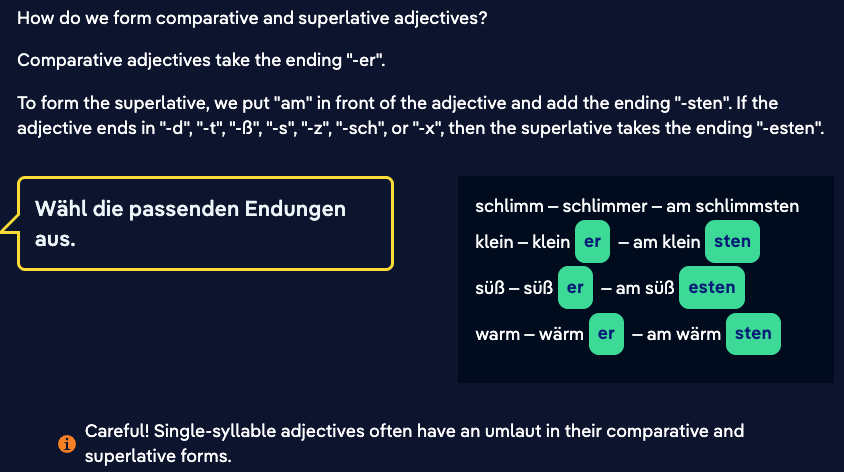 How do we form comparative and superlative adjectives?
Comparative adjectives take the ending "-er".
To form the superlative, we put "am" in front of the adjective and add the ending "-sten". If the
adjective ends in "-d", "-t", "-ß", "-s", "-z", "-sch", or "-x", then the superlative takes the ending "-esten".
Wähl die passenden Endungen
aus.
schlimm – schlimmer – am schlimmsten
klein – klein er – am klein sten
süß – süß er – am süß esten
warm – wärm er – am wärm sten
Careful! Single-syllable adjectives often have an umlaut in their comparative and
superlative forms.